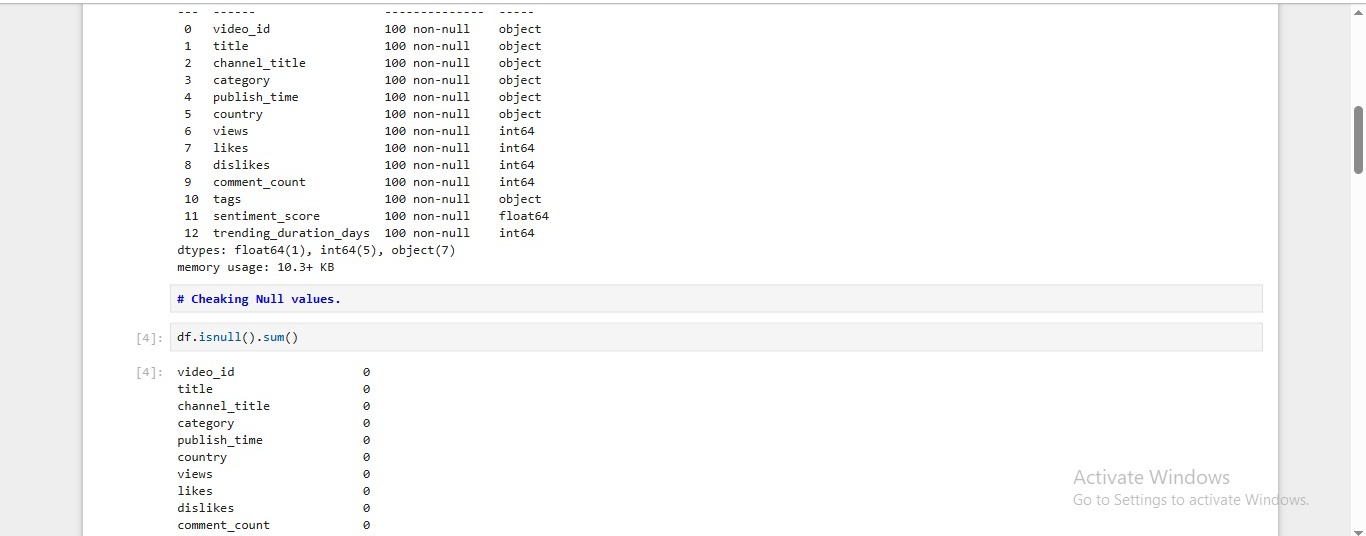 --- ------ -------------- -----
0 video_id 100 non-null object
1 title 100 non-null object
2 channel_title 100 non-null object
3 category 100 non-null object
4 publish_time 100 non-null object
5 country 100 non-null object
6 views 100 non-null int64
7 likes 100 non-null int64
8 dislikes 100 non-null int64
9 comment_count 100 non-null int64
10 tags 100 non-null object
11 sentiment_score 100 non-null float64
12 trending_duration_days 100 non-null int64
dtypes: float64(1), int64(5), object(7)
memory usage: 10.3+ KB
# Cheaking Null values.
[4]: df.isnull().sum()
[4]: video_id 0
title 0
channel_title 0
category 0
publish_time 0
country 0
views 0
likes 0
dislikes 0
comment_count 0
Activate Windows
Go to Settings to activate Windows.